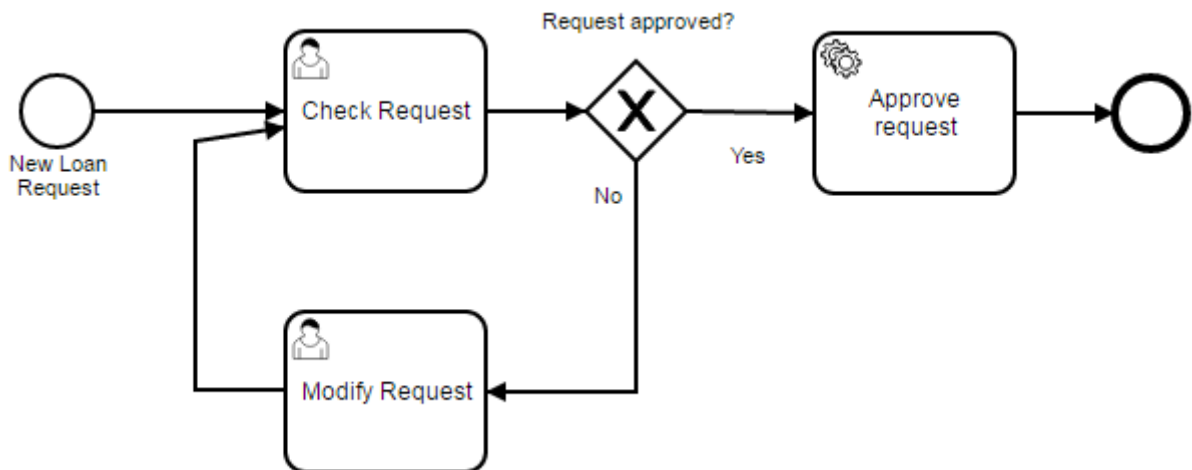 Request approved?
Check Request
Approve
request
New Loan
Request
Yes
No
Modify Request